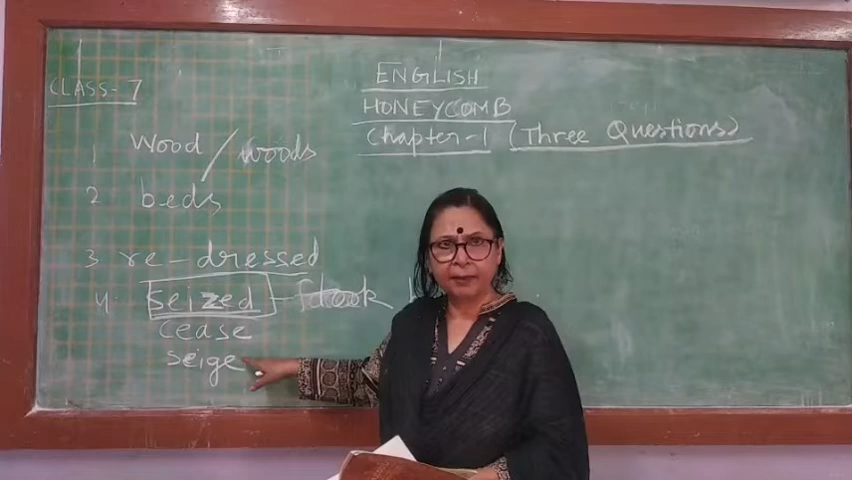 CLASS-7
ENGLISH
HONEYCOMB
Chapter-1 (Three Questions)
1 Wood / woods
2 beds
3 re-dressed
4. seized -
cease
seige